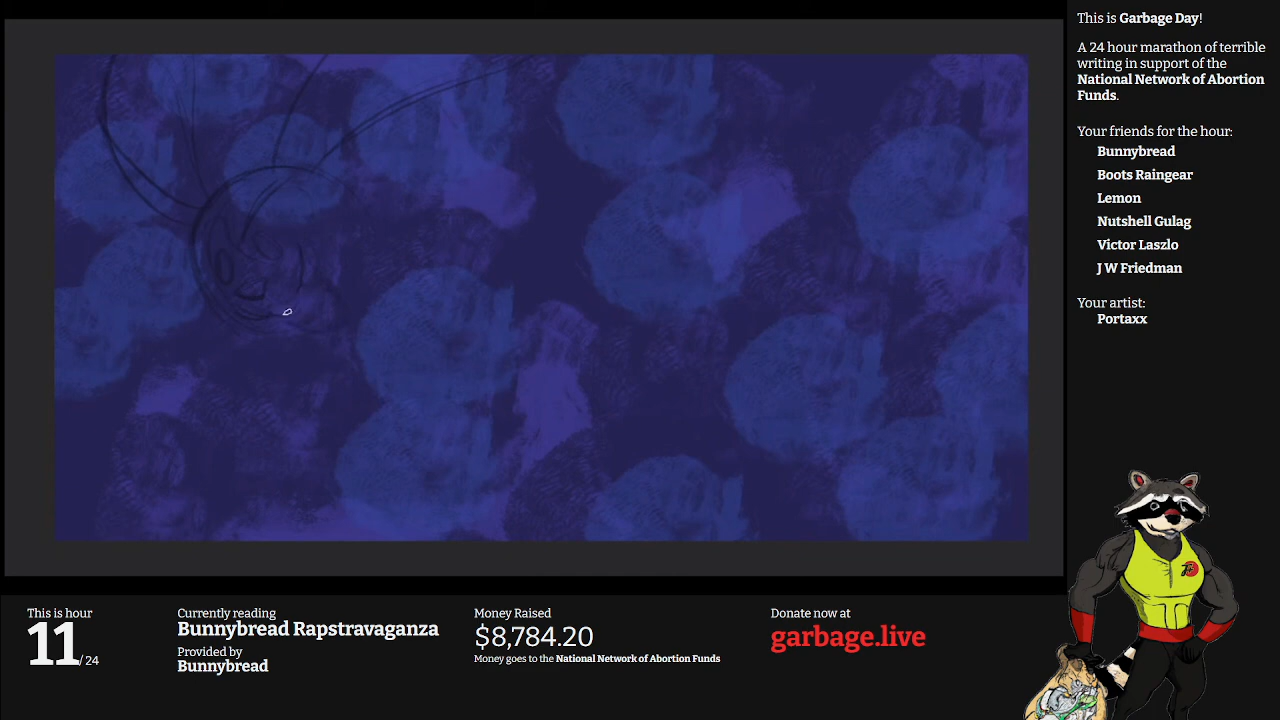 This is Garbage Day!
A 24 hour marathon of terrible
writing in support of the
National Network of Abortion
Funds.
Your friends for the hour:
Bunnybread
Boots Raingear
Lemon
Nutshell Gulag
Victor Laszlo
J W Friedman
Your artist:
Portaxx
This is hour
11/24
Currently reading
Bunnybread Rapstravaganza
Provided by
Bunnybread
Money Raised
$8,784.20
Money goes to the National Network of Abortion Funds
Donate now at
garbage.live